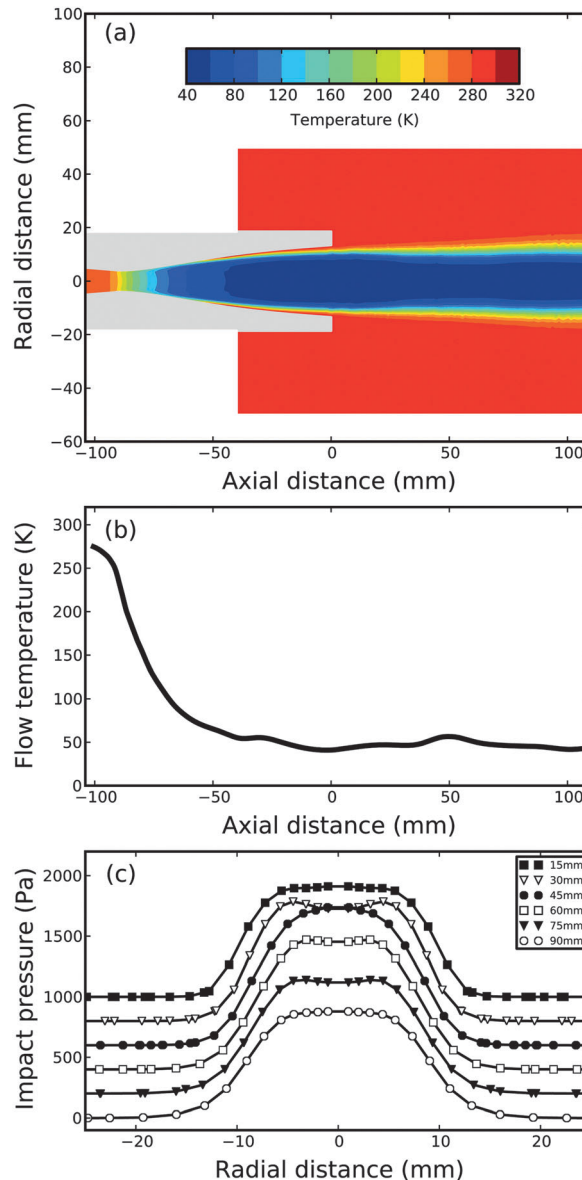 100
80
60
40
20
0
−20
−40
−60
Radial distance (mm)
(a)
40 80 120 160 200 240 280 320
Temperature (K)
−100 −50 0 50 100
Axial distance (mm)
300
250
200
150
100
50
0
Flow temperature (K)
(b)
−100 −50 0 50 100
Axial distance (mm)
2000
1500
1000
500
0
Impact pressure (Pa)
(c)
15mm
30mm
45mm
60mm
75mm
90mm
−20 −10 0 10 20
Radial distance (mm)